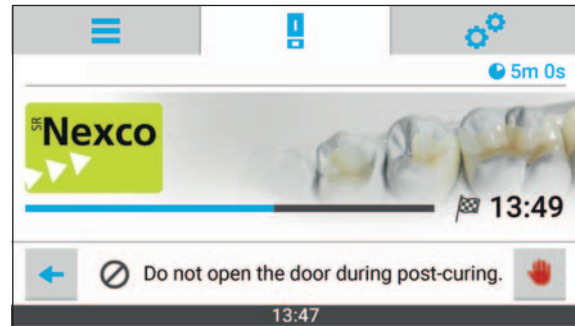 5m 0s
SR Nexco
13:49
Do not open the door during post-curing.
13:47